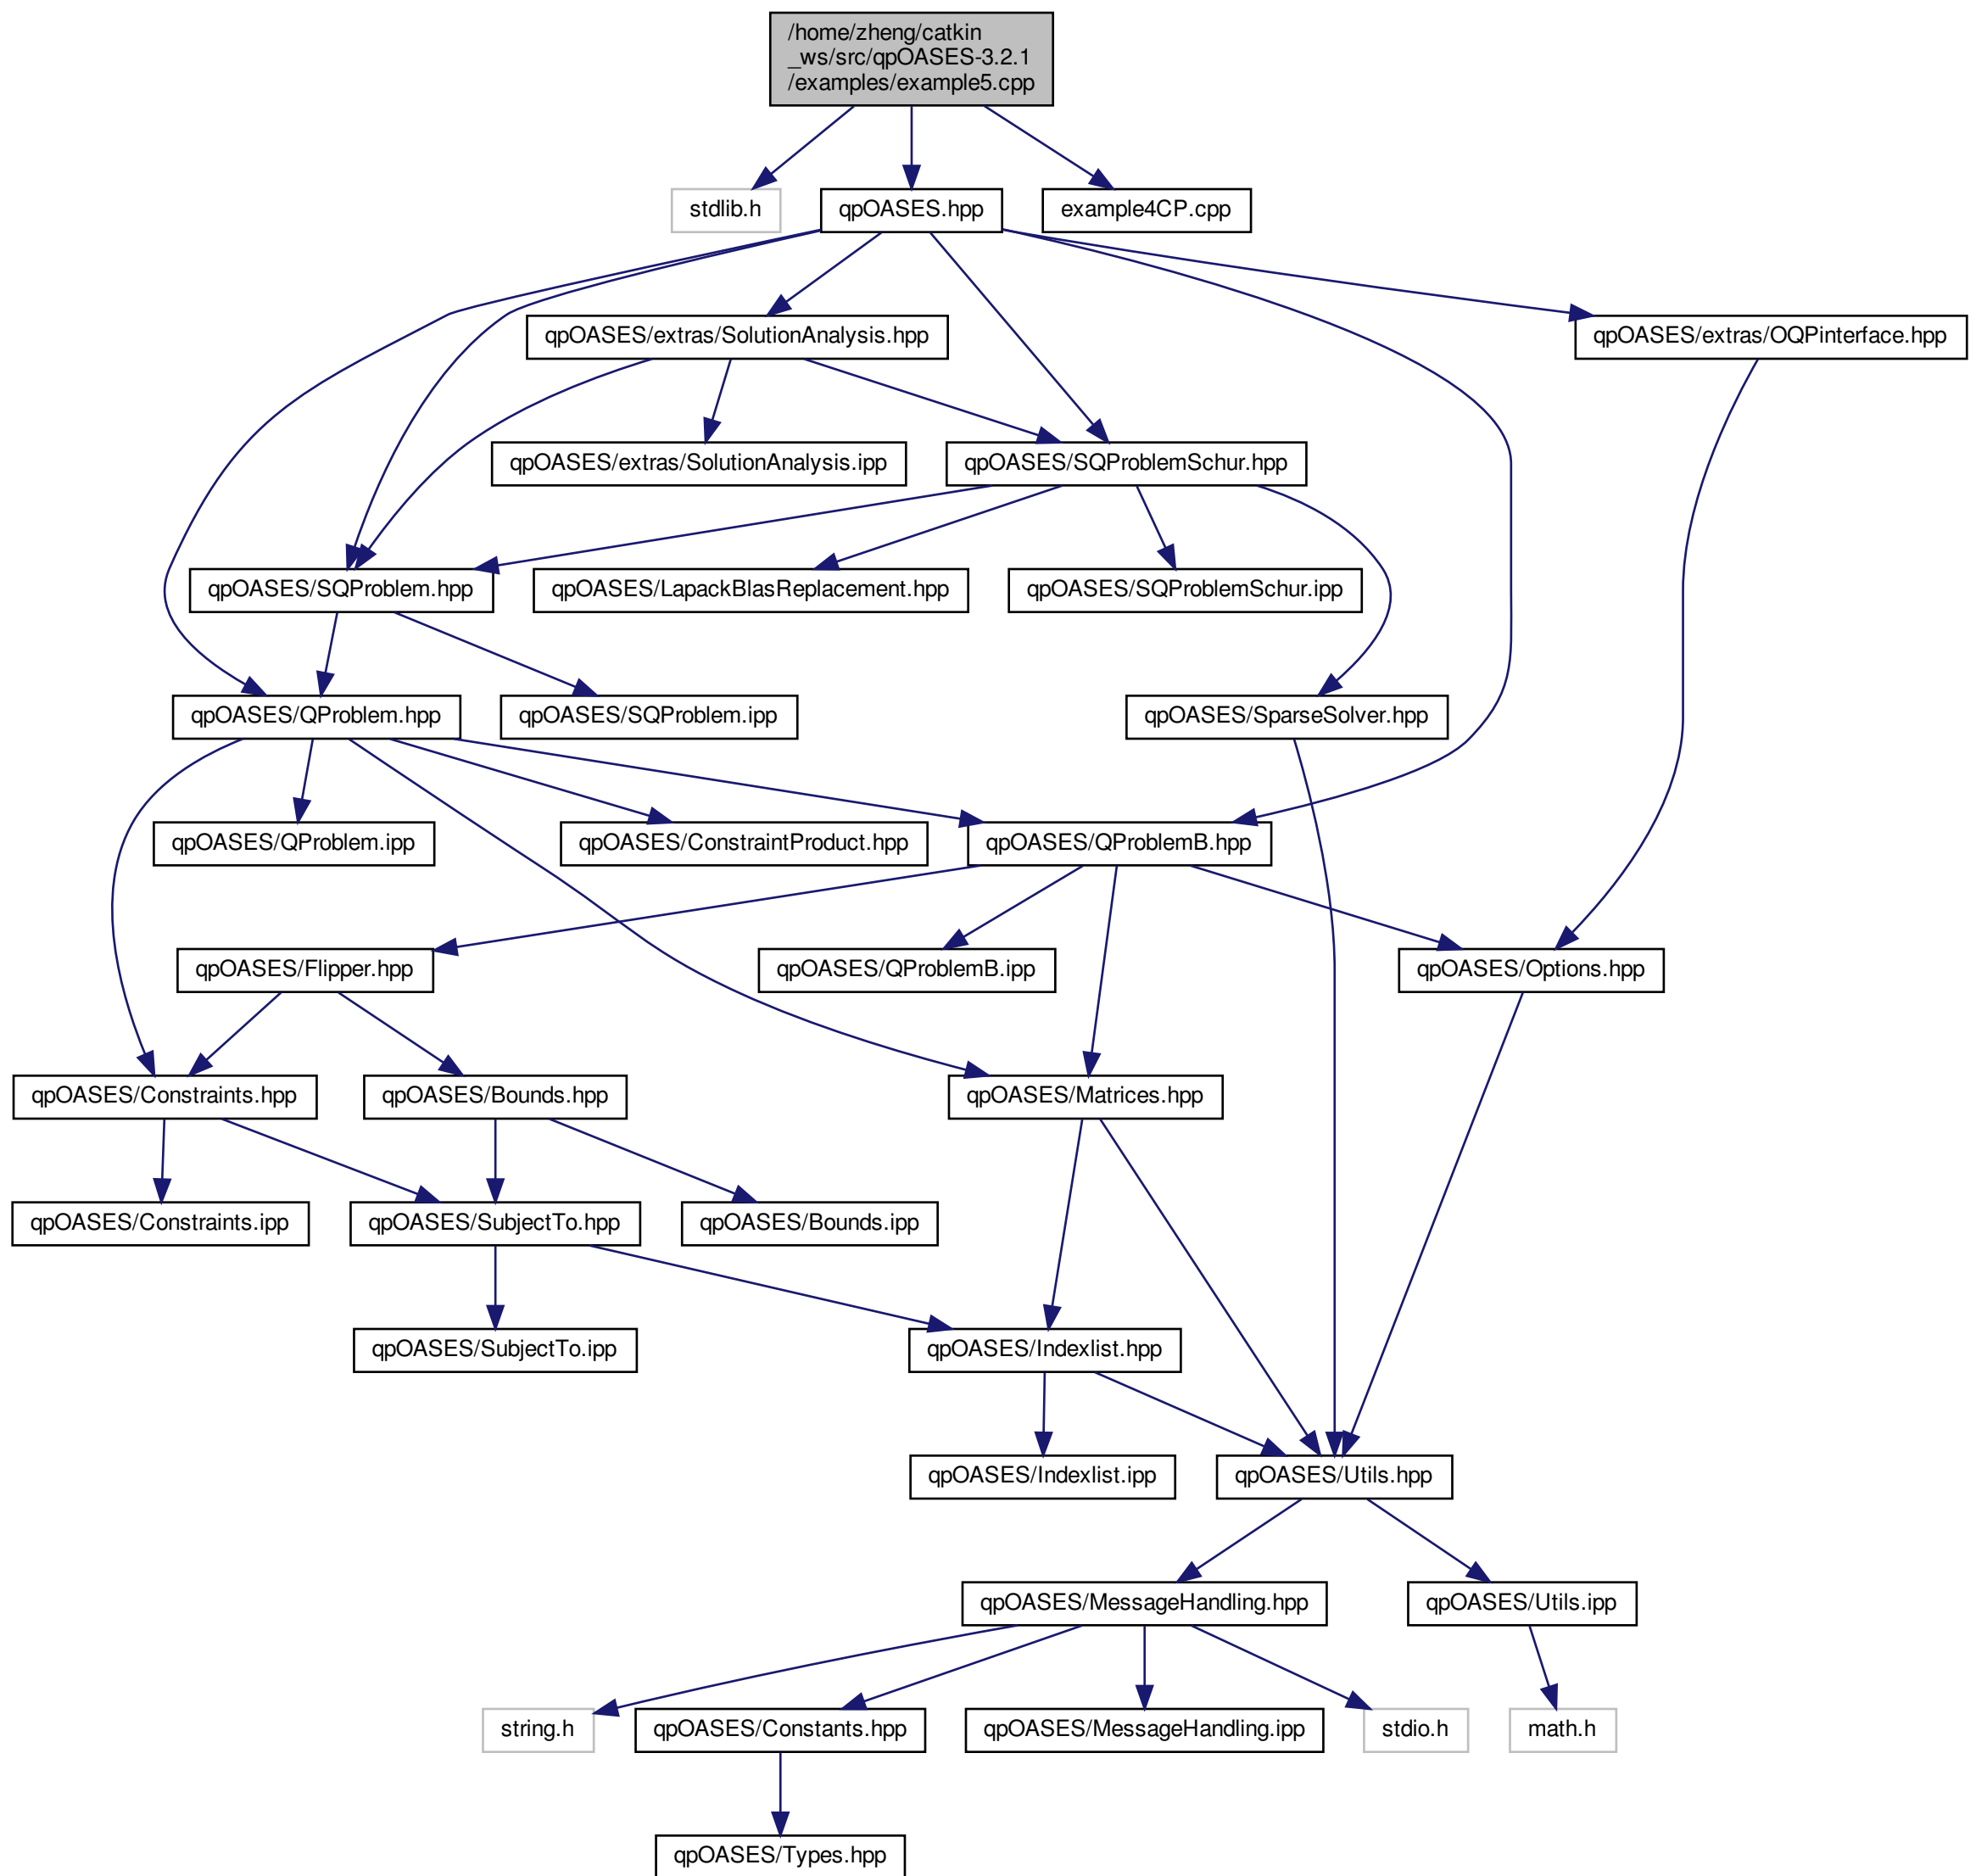 /home/zheng/catkin
_ws/src/qpOASES-3.2.1
/examples/example5.cpp
stdlib.h
qpOASES.hpp
example4CP.cpp
qpOASES/extras/SolutionAnalysis.hpp
qpOASES/extras/OQPinterface.hpp
qpOASES/extras/SolutionAnalysis.ipp
qpOASES/SQProblemSchur.hpp
qpOASES/SQProblem.hpp
qpOASES/LapackBlasReplacement.hpp
qpOASES/SQProblemSchur.ipp
qpOASES/QProblem.hpp
qpOASES/SQProblem.ipp
qpOASES/SparseSolver.hpp
qpOASES/QProblem.ipp
qpOASES/ConstraintProduct.hpp
qpOASES/QProblemB.hpp
qpOASES/Flipper.hpp
qpOASES/QProblemB.ipp
qpOASES/Options.hpp
qpOASES/Constraints.hpp
qpOASES/Bounds.hpp
qpOASES/Matrices.hpp
qpOASES/Constraints.ipp
qpOASES/SubjectTo.hpp
qpOASES/Bounds.ipp
qpOASES/SubjectTo.ipp
qpOASES/Indexlist.hpp
qpOASES/Indexlist.ipp
qpOASES/Utils.hpp
qpOASES/MessageHandling.hpp
qpOASES/Utils.ipp
string.h
qpOASES/Constants.hpp
qpOASES/MessageHandling.ipp
stdio.h
math.h
qpOASES/Types.hpp